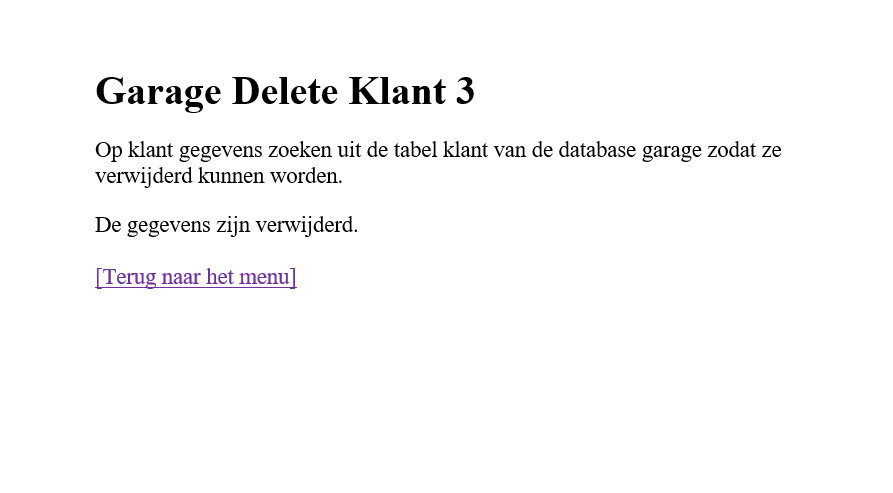 Garage Delete Klant 3
Op klant gegevens zoeken uit de tabel klant van de database garage zodat ze
verwijderd kunnen worden.
De gegevens zijn verwijderd.
[Terug naar het menu]